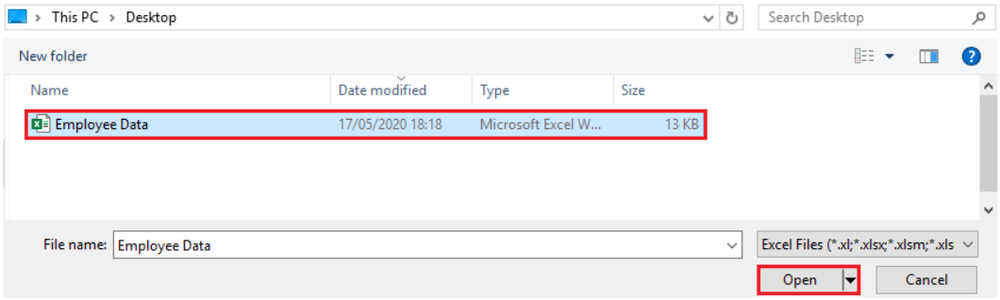 This PC > Desktop
Search Desktop
New folder
?
Name Date modified Type Size
Employee Data 17/05/2020 18:18 Microsoft Excel W... 13 KB
File name: Employee Data Excel Files (*.xl;*.xlsx;*.xlsm;*.xls
Open Cancel